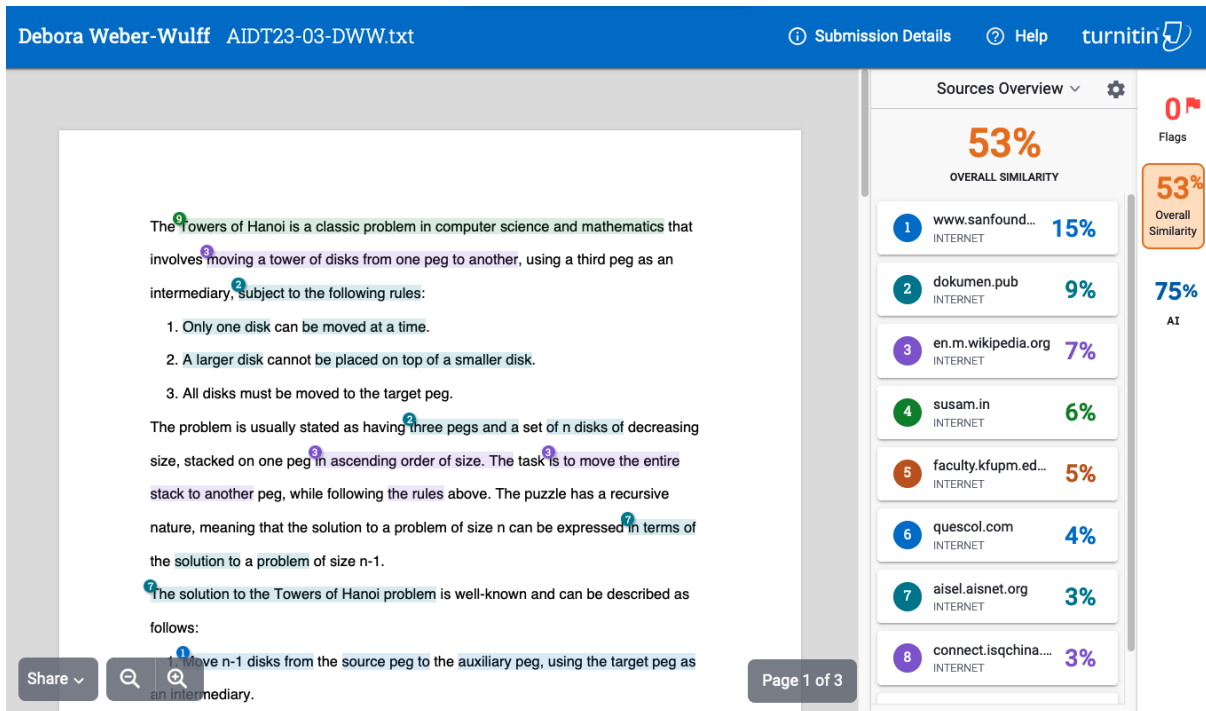 Debora Weber-Wulff AIDT23-03-DWW.txt
Submission Details
Help
turnitin
9
The Towers of Hanoi is a classic problem in computer science and mathematics that
3
involves moving a tower of disks from one peg to another, using a third peg as an
2
intermediary, subject to the following rules:
1. Only one disk can be moved at a time.
2. A larger disk cannot be placed on top of a smaller disk.
3. All disks must be moved to the target peg.
2
The problem is usually stated as having three pegs and a set of n disks of decreasing
3 3
size, stacked on one peg in ascending order of size. The task is to move the entire
stack to another peg, while following the rules above. The puzzle has a recursive
7
nature, meaning that the solution to a problem of size n can be expressed in terms of
the solution to a problem of size n-1.
7
The solution to the Towers of Hanoi problem is well-known and can be described as
follows:
1
1. Move n-1 disks from the source peg to the auxiliary peg, using the target peg as
an intermediary.
Share
Page 1 of 3
Sources Overview
53%
OVERALL SIMILARITY
1 www.sanfound... 15%
INTERNET
2 dokumen.pub 9%
INTERNET
3 en.m.wikipedia.org 7%
INTERNET
4 susam.in 6%
INTERNET
5 faculty.kfupm.ed... 5%
INTERNET
6 quescol.com 4%
INTERNET
7 aisel.aisnet.org 3%
INTERNET
8 connect.isqchina.... 3%
INTERNET
0
Flags
53%
Overall
Similarity
75%
AI